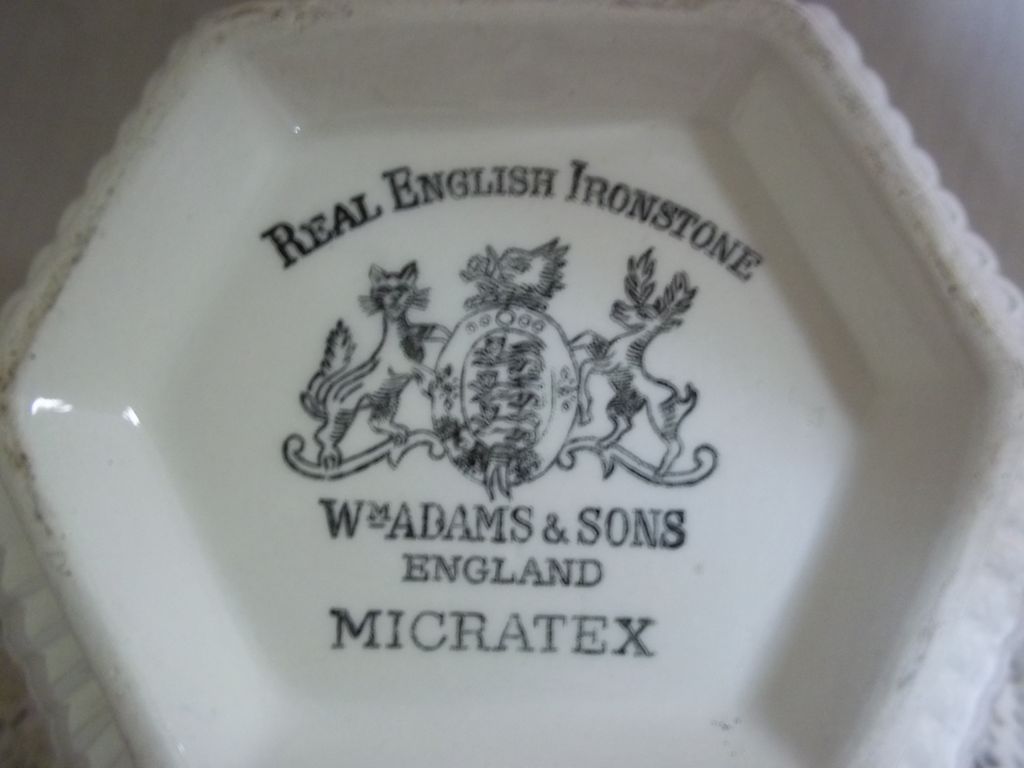 REAL ENGLISH IRONSTONE
WM ADAMS & SONS
ENGLAND
MICRATEX